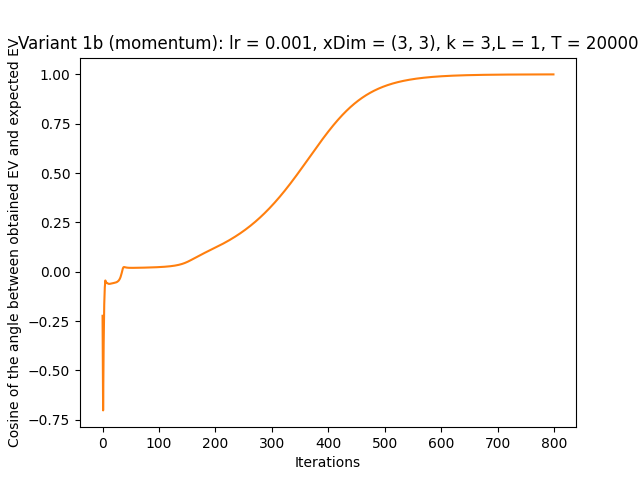 Variant 1b (momentum): lr = 0.001, xDim = (3, 3), k = 3,L = 1, T = 20000
Cosine of the angle between obtained EV and expected EV
1.00
0.75
0.50
0.25
0.00
−0.25
−0.50
−0.75
0 100 200 300 400 500 600 700 800
Iterations